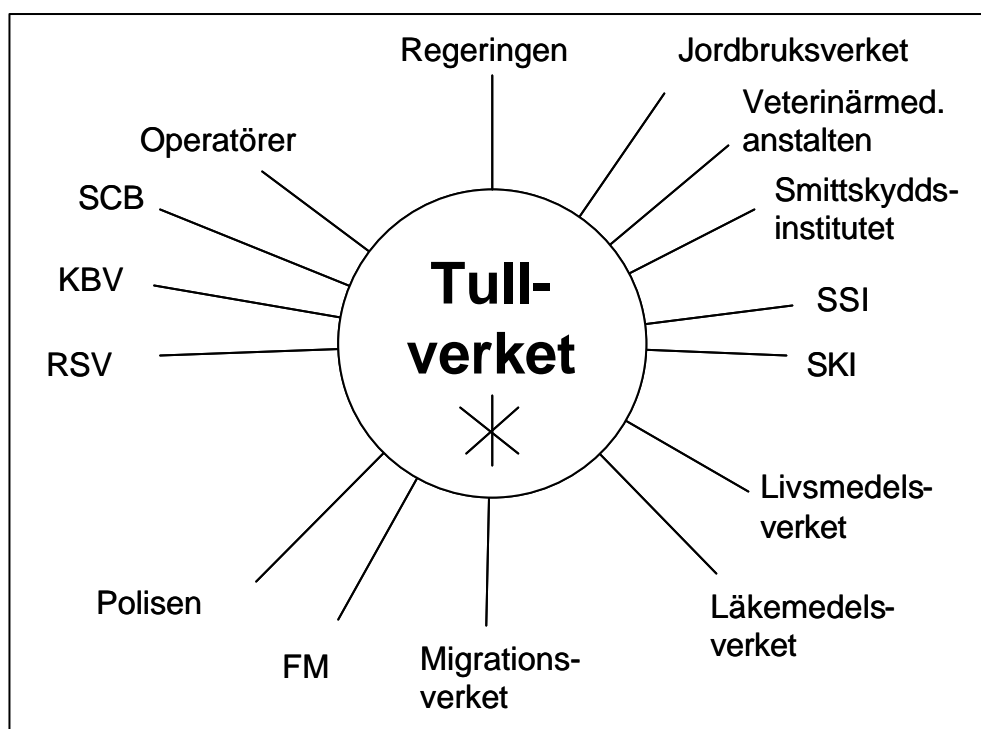 Regeringen
Jordbruksverket
Veterinärmed.
anstalten
Smittskydds-
institutet
SSI
SKI
Livsmedels-
verket
Läkemedels-
verket
Migrations-
verket
FM
Polisen
RSV
KBV
SCB
Operatörer
Tull-
verket